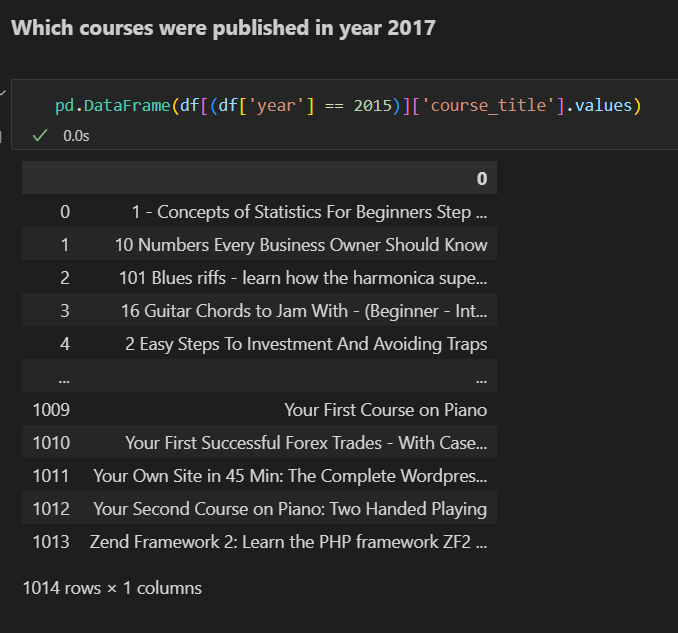 Which courses were published in year 2017
pd.DataFrame(df[(df['year'] == 2015)]['course_title'].values)
0.0s
0
0 1 - Concepts of Statistics For Beginners Step ...
1 10 Numbers Every Business Owner Should Know
2 101 Blues riffs - learn how the harmonica supe...
3 16 Guitar Chords to Jam With - (Beginner - Int...
4 2 Easy Steps To Investment And Avoiding Traps
... ...
1009 Your First Course on Piano
1010 Your First Successful Forex Trades - With Case...
1011 Your Own Site in 45 Min: The Complete Wordpres...
1012 Your Second Course on Piano: Two Handed Playing
1013 Zend Framework 2: Learn the PHP framework ZF2 ...
1014 rows × 1 columns